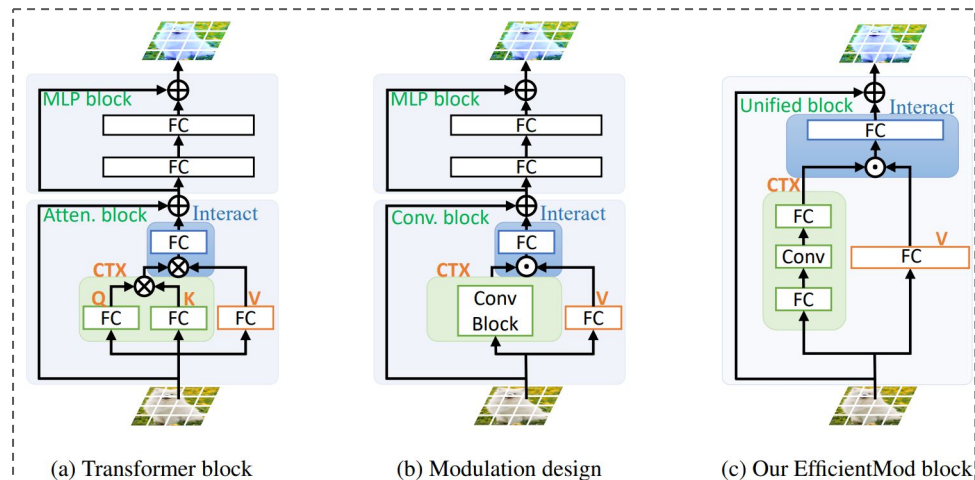 MLP block
FC
FC
Atten. block
Interact
FC
CTX
Q
K
V
FC
FC
FC
(a) Transformer block
MLP block
FC
FC
Conv. block
Interact
FC
CTX
V
Conv
Block
FC
(b) Modulation design
Unified block
Interact
FC
CTX
FC
V
Conv
FC
FC
(c) Our EfficientMod block